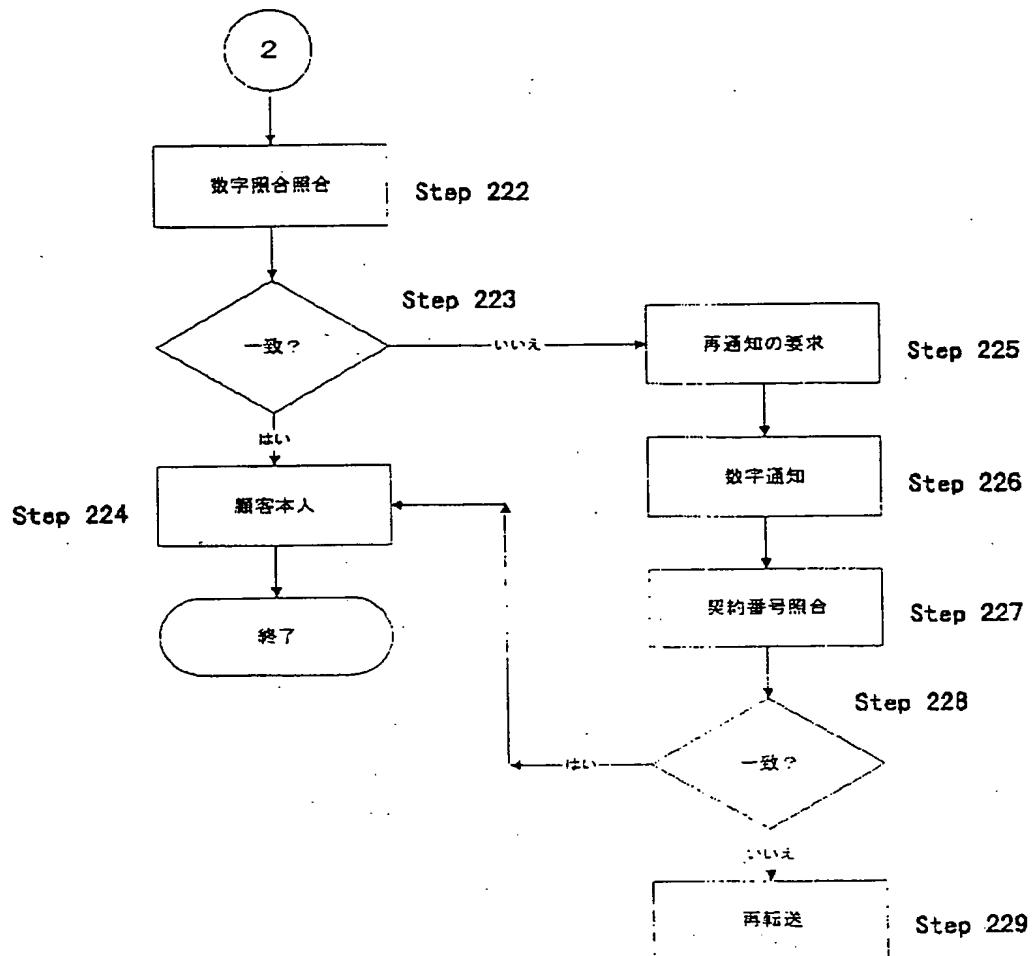 2
数字照合照合
Step 222
Step 223
一致?
いいえ
再通知の要求
Step 225
はい
数字通知
Step 226
顧客本人
Step 224
契約番号照合
Step 227
終了
Step 228
一致?
はい
いいえ
再転送
Step 229